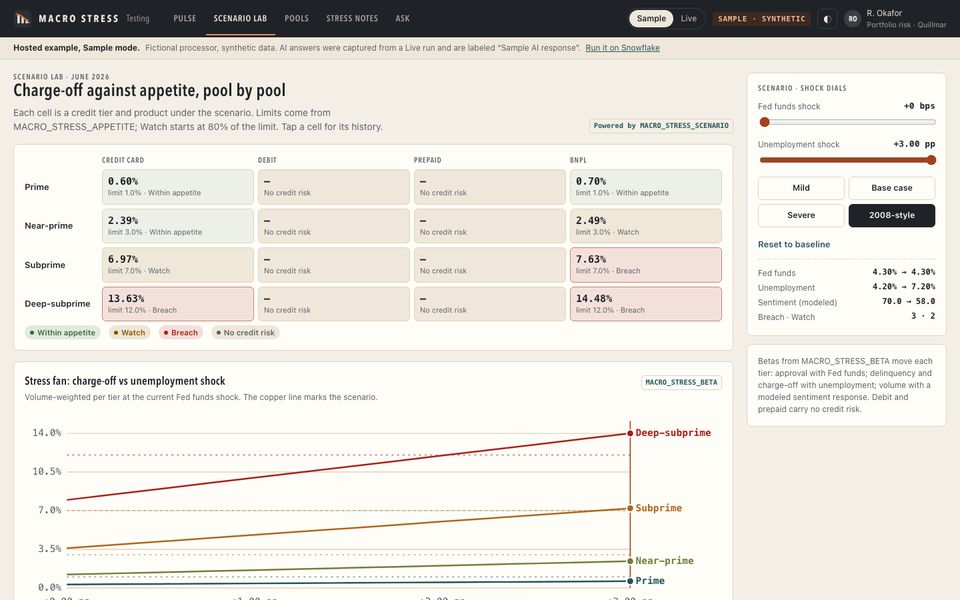 MACRO STRESS Testing PULSE SCENARIO LAB POOLS STRESS NOTES ASK Sample Live SAMPLE · SYNTHETIC RO R. Okafor
Portfolio risk · Quillmar
Hosted example, Sample mode. Fictional processor, synthetic data. AI answers were captured from a Live run and are labeled “Sample AI response”. Run it on Snowflake
SCENARIO LAB · JUNE 2026
Charge-off against appetite, pool by pool
Each cell is a credit tier and product under the scenario. Limits come from
MACRO_STRESS_APPETITE; Watch starts at 80% of the limit. Tap a cell for its history.
Powered by MACRO_STRESS_SCENARIO
CREDIT CARD DEBIT PREPAID BNPL
Prime
0.60% – – 0.70%
limit 1.0% · Within appetite No credit risk No credit risk limit 1.0% · Within appetite
Near-prime
2.39% – – 2.49%
limit 3.0% · Within appetite No credit risk No credit risk limit 3.0% · Watch
Subprime
6.97% – – 7.63%
limit 7.0% · Watch No credit risk No credit risk limit 7.0% · Breach
Deep-subprime
13.63% – – 14.48%
limit 12.0% · Breach No credit risk No credit risk limit 12.0% · Breach
Within appetite Watch Breach No credit risk
Stress fan: charge-off vs unemployment shock
MACRO_STRESS_BETA
Volume-weighted per tier at the current Fed funds shock. The copper line marks the scenario.
14.0%
10.5%
7.0%
3.5%
0.0%
Deep-subprime
Subprime
Near-prime
Prime
SCENARIO · SHOCK DIALS
Fed funds shock +0 bps
Unemployment shock +3.00 pp
Mild Base case
Severe 2008-style
Reset to baseline
Fed funds 4.30% → 4.30%
Unemployment 4.20% → 7.20%
Sentiment (modeled) 70.0 → 58.0
Breach · Watch 3 · 2
Betas from MACRO_STRESS_BETA move each
tier: approval with Fed funds; delinquency and
charge-off with unemployment; volume with a
modeled sentiment response. Debit and
prepaid carry no credit risk.